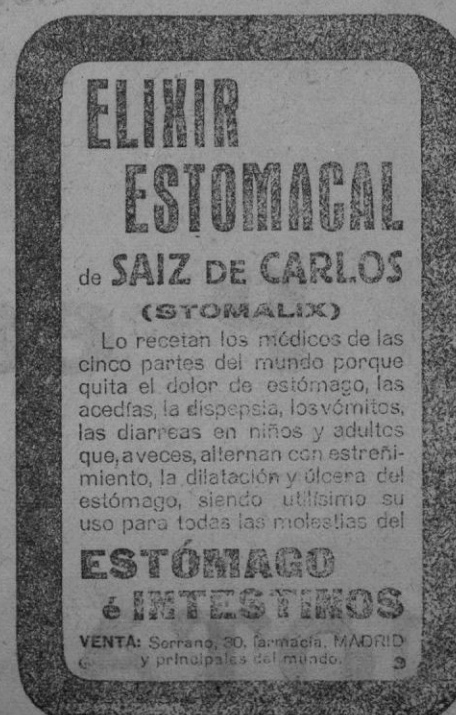 ELIXIR
ESTOMACAL
de SAIZ DE CARLOS
(STOMALIX)
Lo recetan los médicos de las
cinco partes del mundo porque
quita el dolor de estómago, las
acedías, la dispepsia, los vómitos,
las diarreas en niños y adultos
que, a veces, alternan con estreñi-
miento, la dilatación y úlcera del
estómago, siendo utilísimo su
uso para todas las molestias del
ESTÓMAGO
é INTESTINOS
VENTA: Serrano, 30, farmacia, MADRID
y principales del mundo.